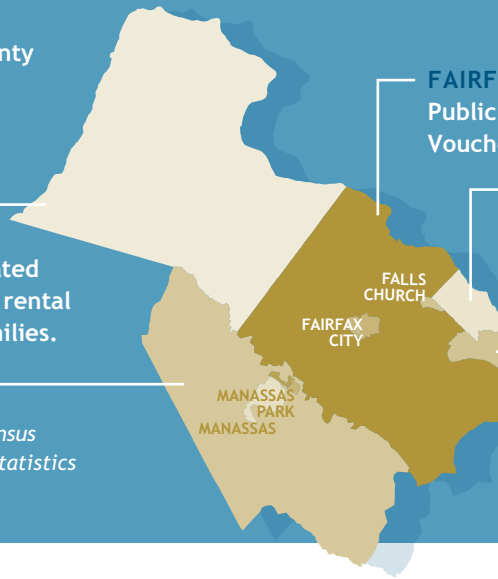 nty
FAIRF
Public
Vouch
ted
rental
ilies.
FALLS
CHURCH
FAIRFAX
CITY
MANASSAS
PARK
MANASSAS
nsus
tatistics